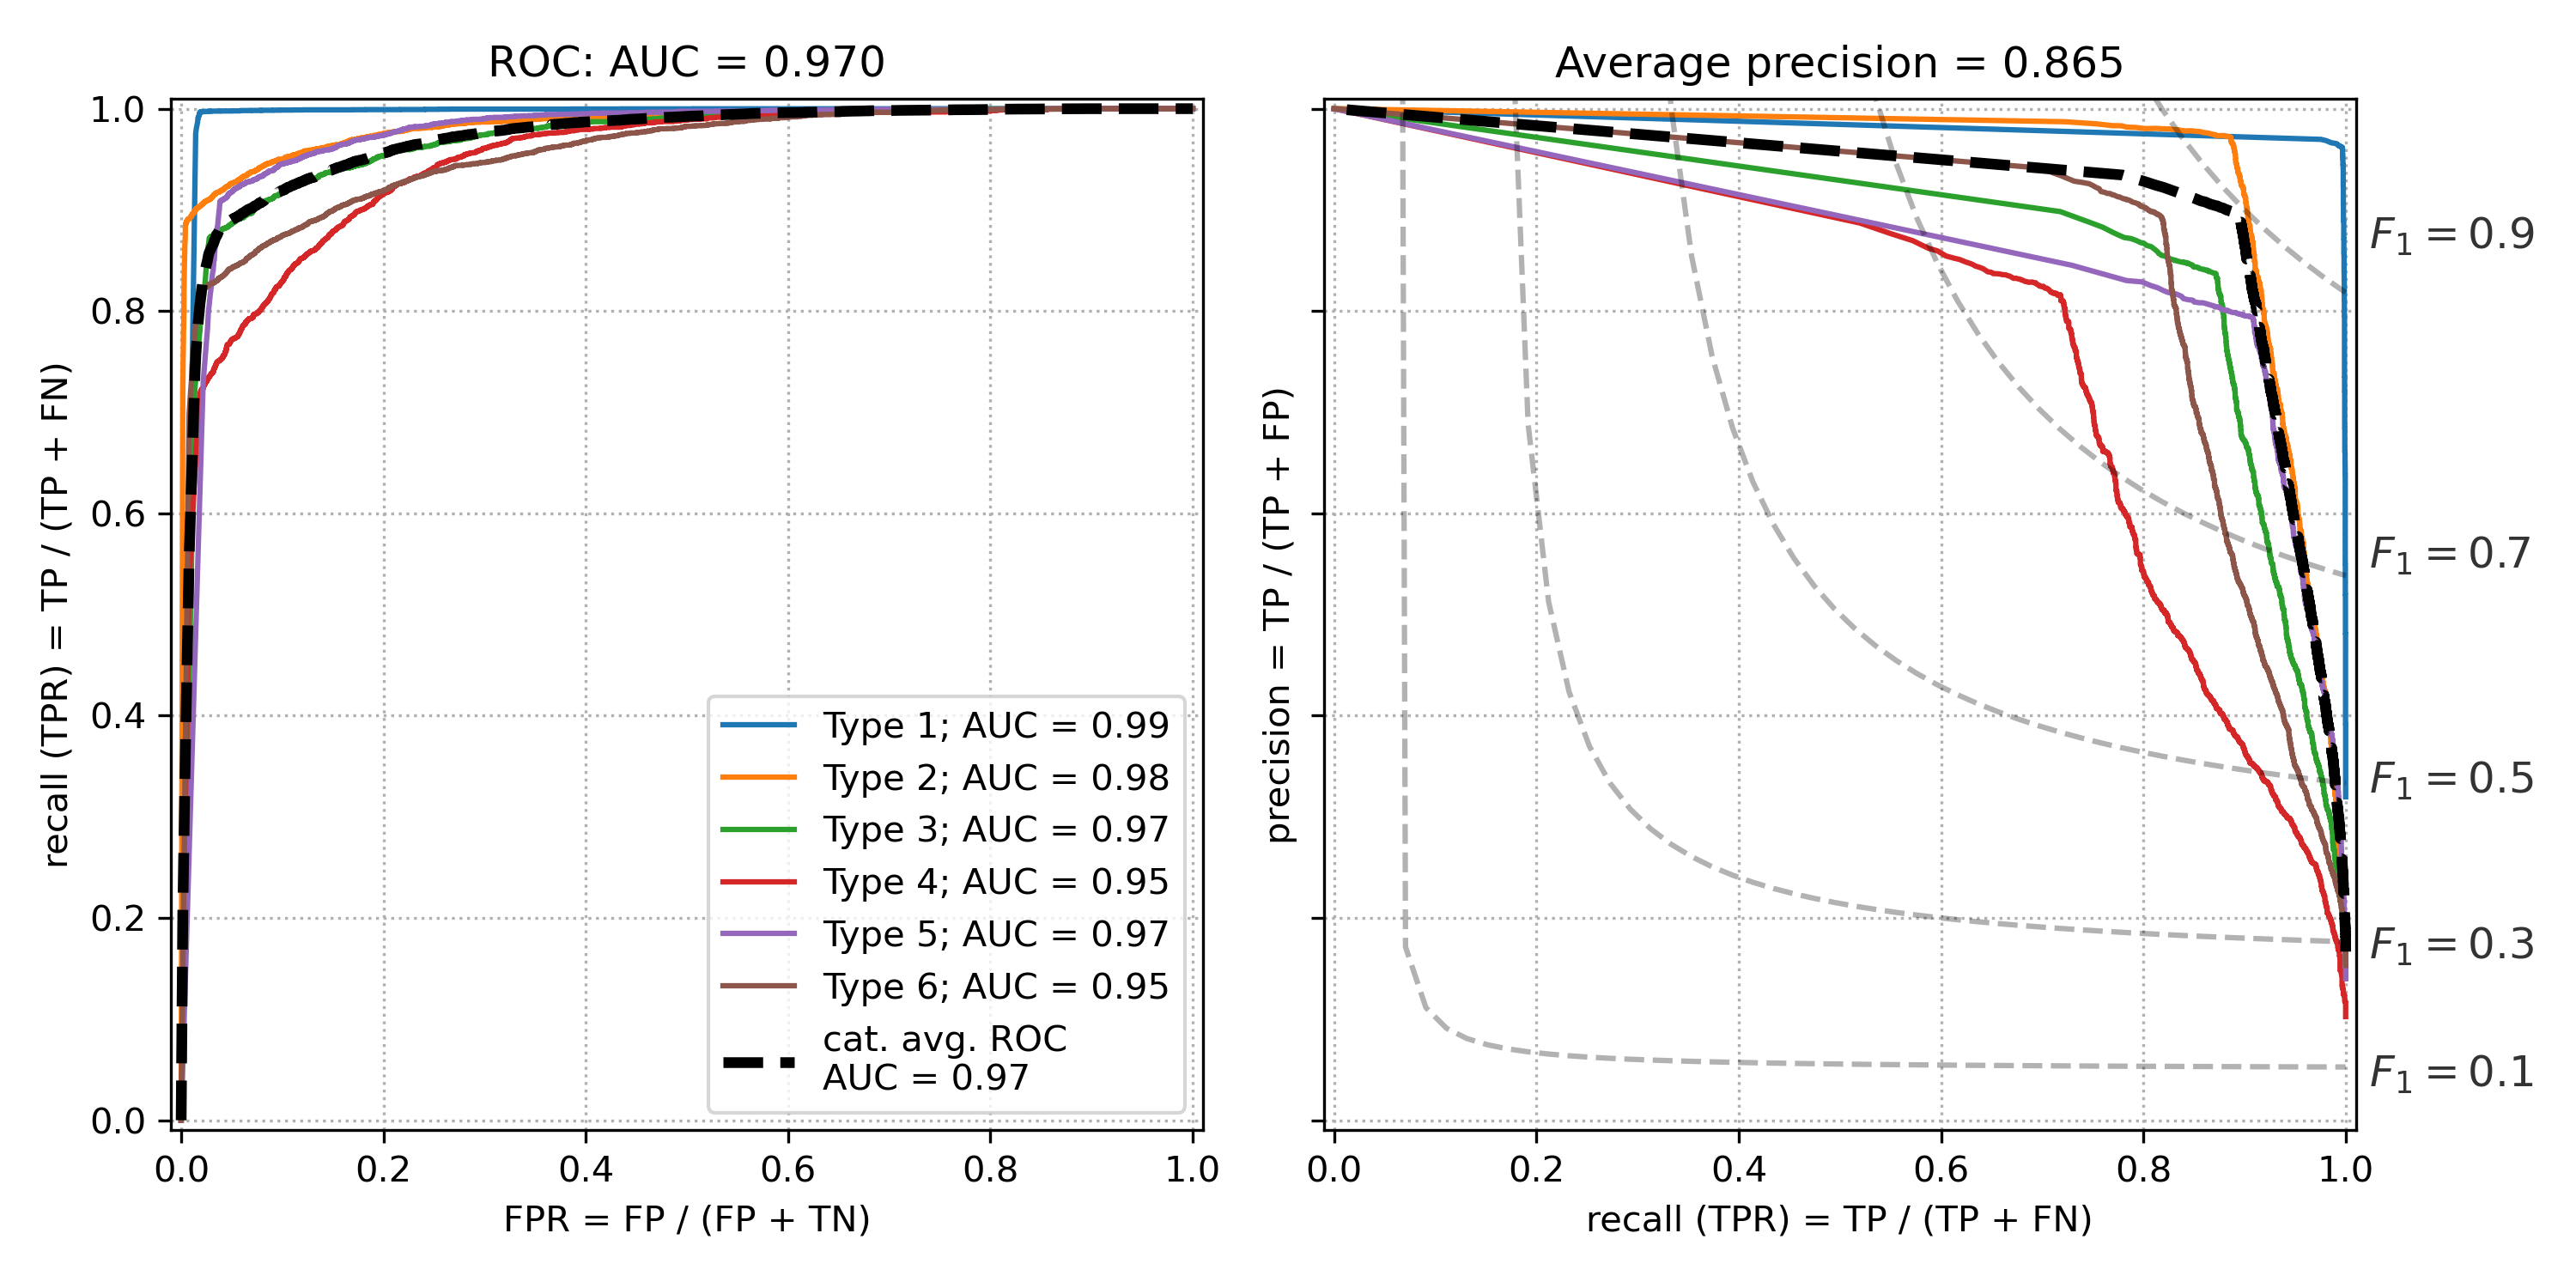 ROC: AUC = 0.970
recall (TPR) = TP / (TP + FN)
1.0
0.8
0.6
0.4
0.2
0.0
0.0 0.2 0.4 0.6 0.8 1.0
FPR = FP / (FP + TN)
Type 1; AUC = 0.99
Type 2; AUC = 0.98
Type 3; AUC = 0.97
Type 4; AUC = 0.95
Type 5; AUC = 0.97
Type 6; AUC = 0.95
cat. avg. ROC
AUC = 0.97
Average precision = 0.865
precision = TP / (TP + FP)
0.0 0.2 0.4 0.6 0.8 1.0
recall (TPR) = TP / (TP + FN)
F₁ = 0.9
F₁ = 0.7
F₁ = 0.5
F₁ = 0.3
F₁ = 0.1